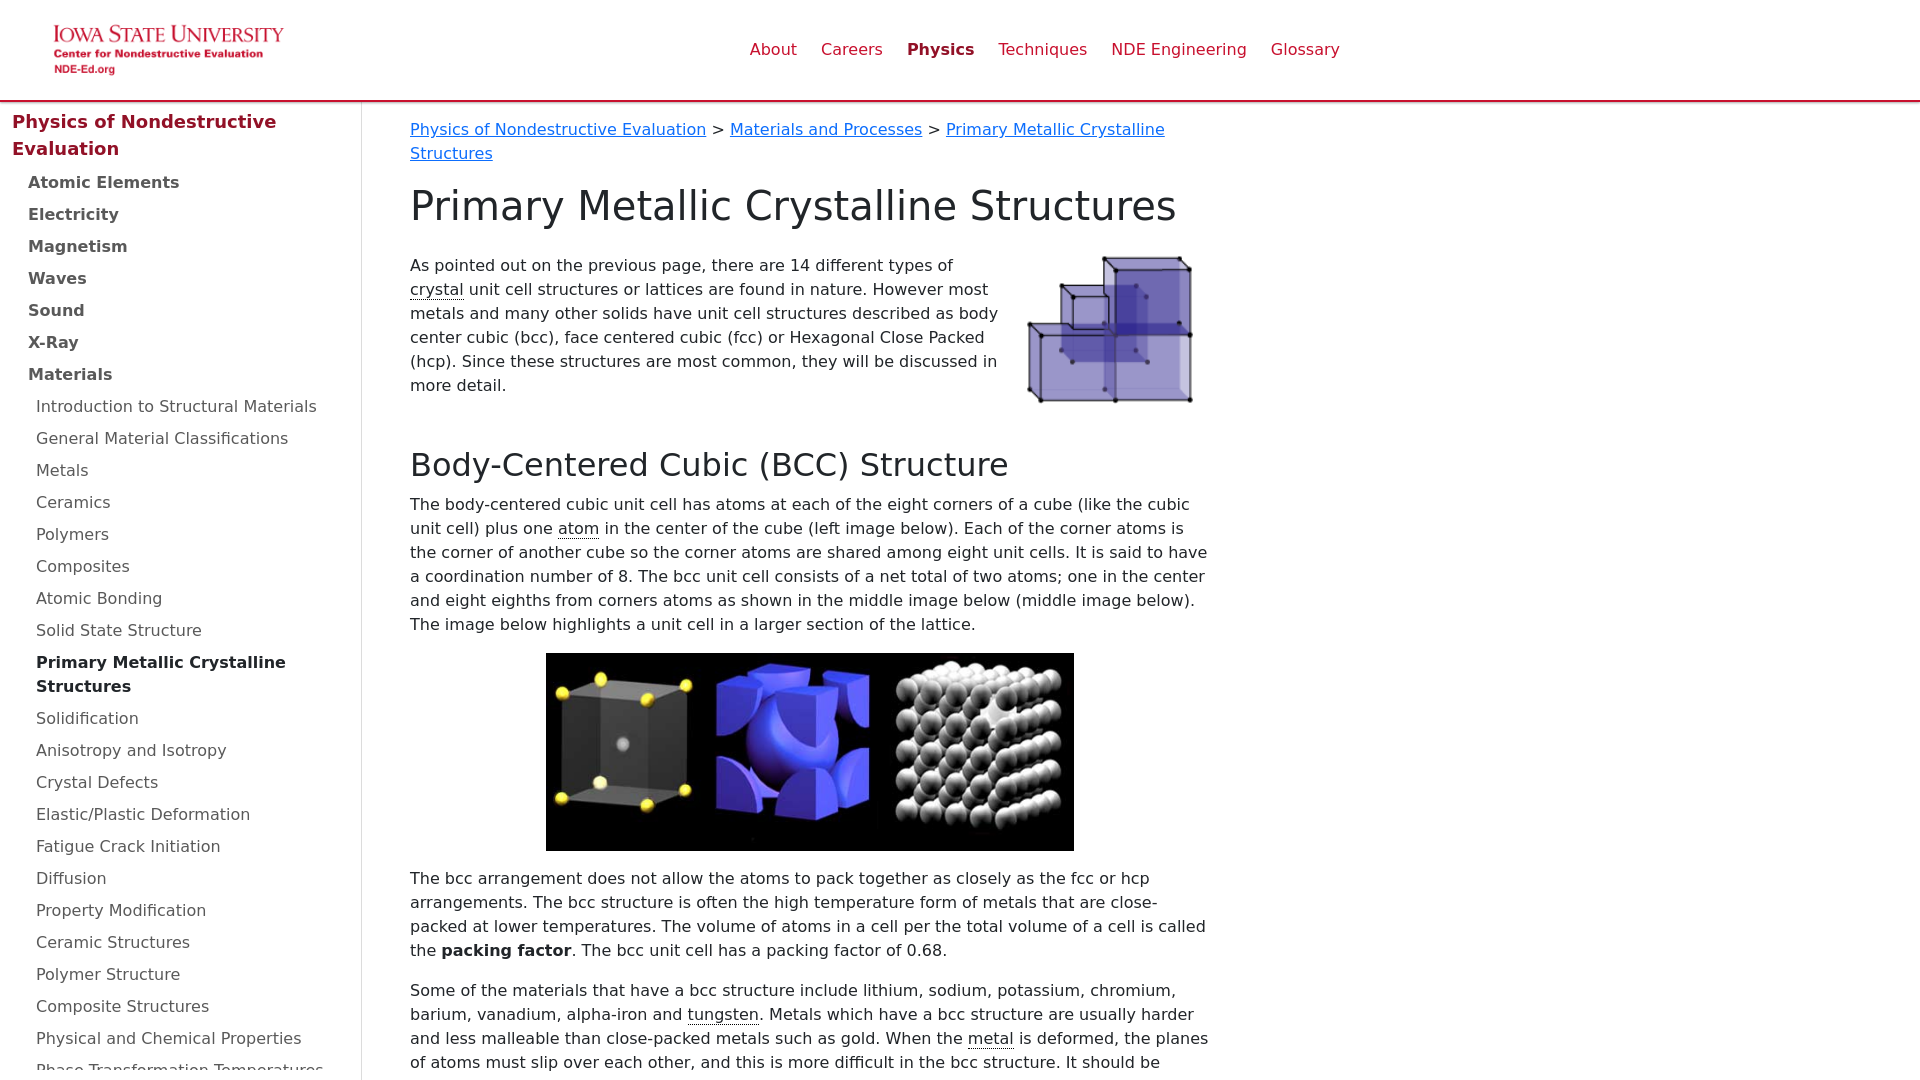 IOWA STATE UNIVERSITY
Center for Nondestructive Evaluation
NDE-Ed.org
About Careers Physics Techniques NDE Engineering Glossary
Physics of Nondestructive
Evaluation
Atomic Elements
Electricity
Magnetism
Waves
Sound
X-Ray
Materials
Introduction to Structural Materials
General Material Classifications
Metals
Ceramics
Polymers
Composites
Atomic Bonding
Solid State Structure
Primary Metallic Crystalline
Structures
Solidification
Anisotropy and Isotropy
Crystal Defects
Elastic/Plastic Deformation
Fatigue Crack Initiation
Diffusion
Property Modification
Ceramic Structures
Polymer Structure
Composite Structures
Physical and Chemical Properties
Phase Transformation Temperatures
Physics of Nondestructive Evaluation > Materials and Processes > Primary Metallic Crystalline
Structures
Primary Metallic Crystalline Structures
As pointed out on the previous page, there are 14 different types of
crystal unit cell structures or lattices are found in nature. However most
metals and many other solids have unit cell structures described as body
center cubic (bcc), face centered cubic (fcc) or Hexagonal Close Packed
(hcp). Since these structures are most common, they will be discussed in
more detail.
Body-Centered Cubic (BCC) Structure
The body-centered cubic unit cell has atoms at each of the eight corners of a cube (like the cubic
unit cell) plus one atom in the center of the cube (left image below). Each of the corner atoms is
the corner of another cube so the corner atoms are shared among eight unit cells. It is said to have
a coordination number of 8. The bcc unit cell consists of a net total of two atoms; one in the center
and eight eighths from corners atoms as shown in the middle image below (middle image below).
The image below highlights a unit cell in a larger section of the lattice.
The bcc arrangement does not allow the atoms to pack together as closely as the fcc or hcp
arrangements. The bcc structure is often the high temperature form of metals that are close-
packed at lower temperatures. The volume of atoms in a cell per the total volume of a cell is called
the packing factor. The bcc unit cell has a packing factor of 0.68.
Some of the materials that have a bcc structure include lithium, sodium, potassium, chromium,
barium, vanadium, alpha-iron and tungsten. Metals which have a bcc structure are usually harder
and less malleable than close-packed metals such as gold. When the metal is deformed, the planes
of atoms must slip over each other, and this is more difficult in the bcc structure. It should be